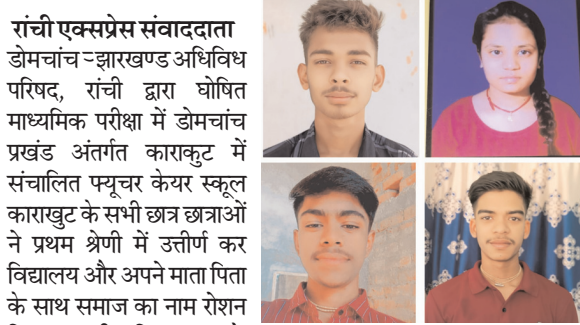 रांची एक्सप्रेस संवाददाता
डोमचांच -झारखण्ड अधिविध
परिषद, रांची द्वारा घोषित
माध्यमिक परीक्षा में डोमचांच
प्रखंड अंतर्गत काराकुट में
संचालित फ्यूचर केयर स्कूल
काराखुट के सभी छात्र छात्राओं
ने प्रथम श्रेणी में उत्तीर्ण कर
विद्यालय और अपने माता पिता
के साथ समाज का नाम रोशन